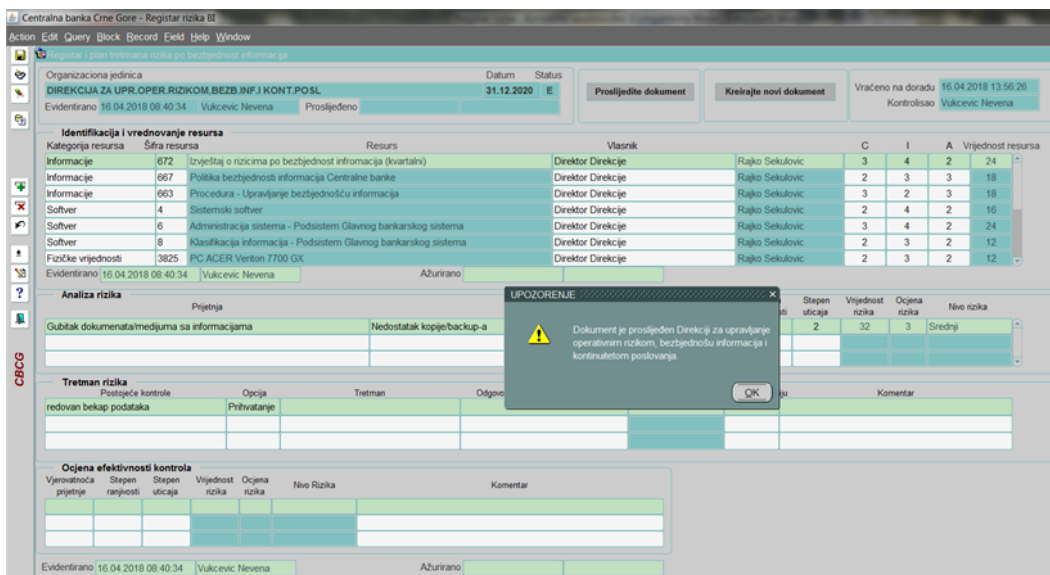 Centralna banka Crne Gore - Registar rizika BI
Action Edit Query Block Record Field Help Window
Registar i plan tretmana rizika po bezbjednost informacija
Organizaciona jedinica Datum Status
DIREKCIJA ZA UPR.OPER.RIZIKOM,BEZB.INF.I KONT.POSL 31.12.2020 E
Evidentirano 16.04.2018 08:40:34 Vukcevic Nevena Proslijeđeno
Proslijedite dokument
Kreirajte novi dokument
Vraćeno na doradu 16.04.2018 13:56:26
Kontrolisao Vukcevic Nevena
Identifikacija i vrednovanje resursa
Kategorija resursa Šifra resursa Resurs Vlasnik C I A Vrijednost resursa
Informacije 672 Izvještaj o rizicima po bezbjednost infromacija (kvartalni) Direktor Direkcije Rajko Sekulovic 3 4 2 24
Informacije 667 Politika bezbjednosti informacija Centralne banke Direktor Direkcije Rajko Sekulovic 2 3 3 18
Informacije 663 Procedura - Upravljanje bezbjednošću informacija Direktor Direkcije Rajko Sekulovic 3 2 3 18
Softver 4 Sistemski softver Direktor Direkcije Rajko Sekulovic 2 4 2 16
Softver 6 Administracija sistema - Podsistem Glavnog bankarskog sistema Direktor Direkcije Rajko Sekulovic 3 4 2 24
Softver 8 Klasifikacija informacija - Podsistem Glavnog bankarskog sistema Direktor Direkcije Rajko Sekulovic 2 3 2 12
Fizičke vrijednosti 3825 PC ACER Veriton 7700 GX Direktor Direkcije Rajko Sekulovic 2 3 2 12
Evidentirano 16.04.2018 08:40:34 Vukcevic Nevena Ažurirano
Analiza rizika
Prijetnja Stepen uticaja Vrijednost rizika Ocjena rizika Nivo rizika
Gubitak dokumenata/medijuma sa informacijama Nedostatak kopije/backup-a 2 32 3 Srednji
UPOZORENJE
Dokument je proslijeđen Direkciji za upravljanje
operativnim rizikom, bezbjednošu informacija i
kontinuitetom poslovanja.
OK
CBCG
Tretman rizika
Postojeće kontrole Opcija Tretman Odgovo Komentar
redovan bekap podataka Prihvatanje
Ocjena efektivnosti kontrola
Vjerovatnoća prijetnje Stepen ranjivosti Stepen uticaja Vrijednost rizika Ocjena rizika Nivo Rizika Komentar
Evidentirano 16.04.2018 08:40:34 Vukcevic Nevena Ažurirano